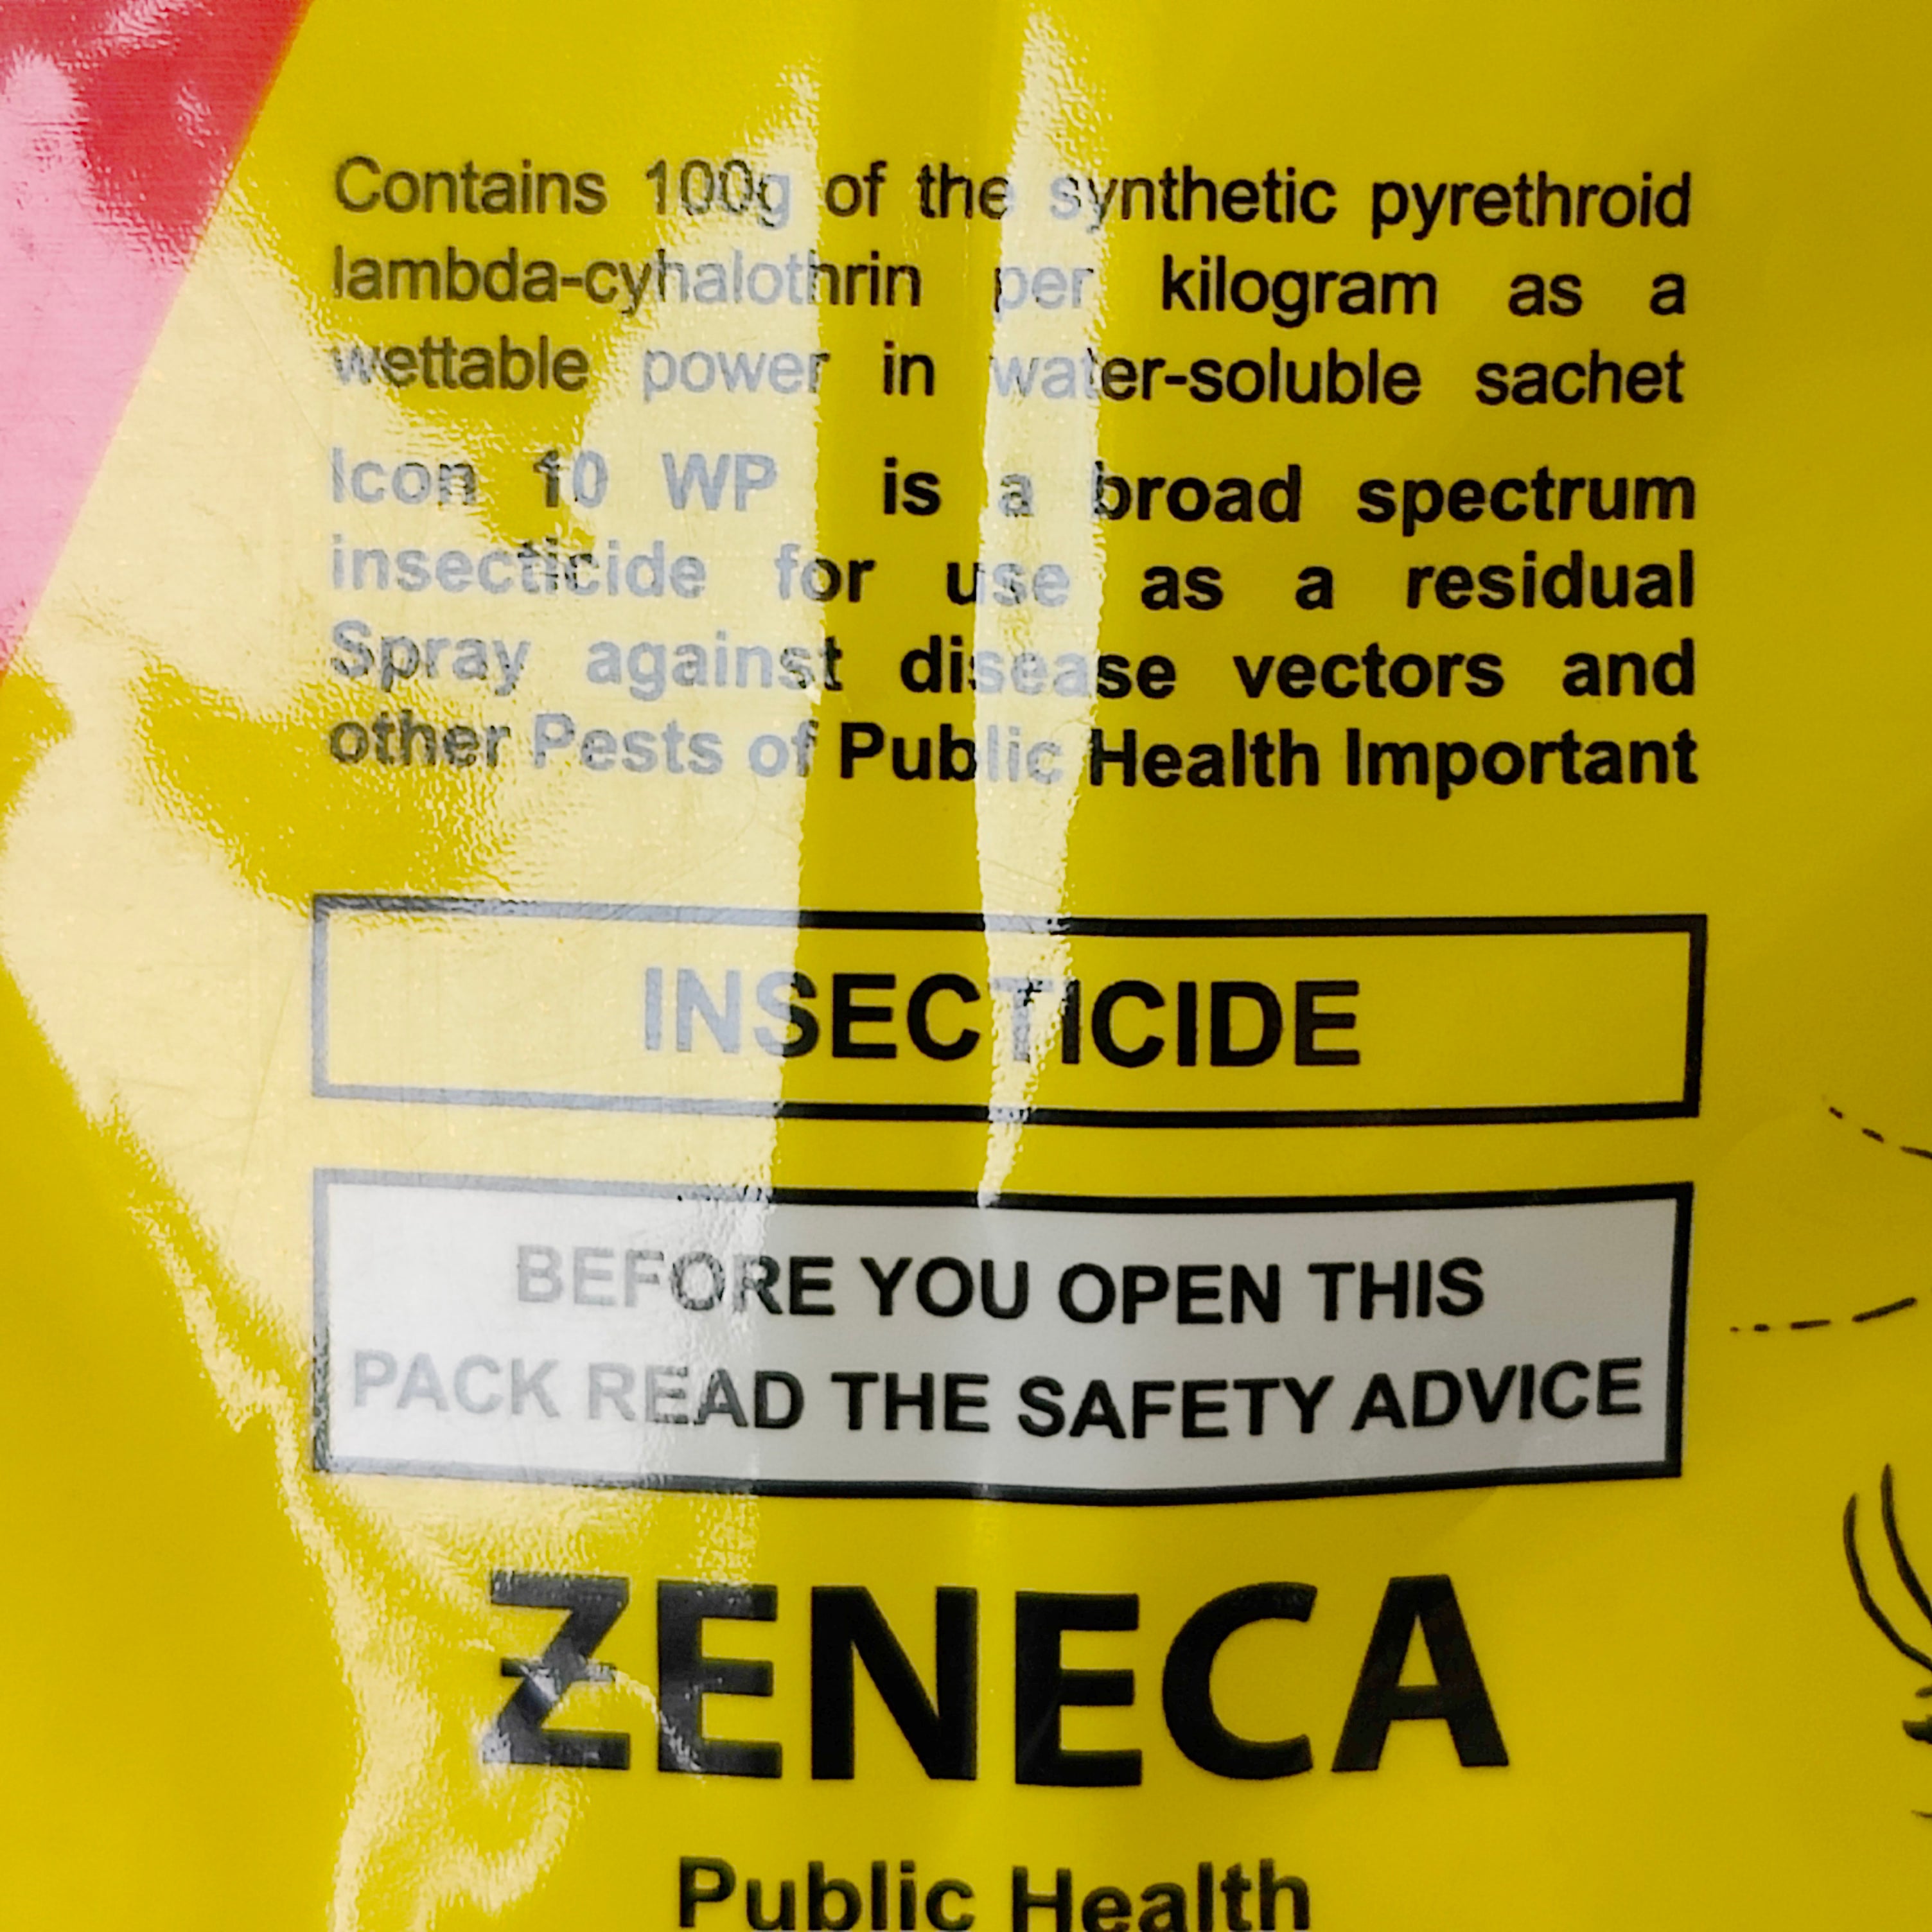 Contains 100g of the synthetic pyrethroid
lambda-cyhalothrin per kilogram as a
wettable power in water-soluble sachet
Icon 10 WP is a broad spectrum
insecticide for use as a residual
Spray against disease vectors and
other Pests of Public Health Important
INSECTICIDE
BEFORE YOU OPEN THIS
PACK READ THE SAFETY ADVICE
ZENECA
Public Health